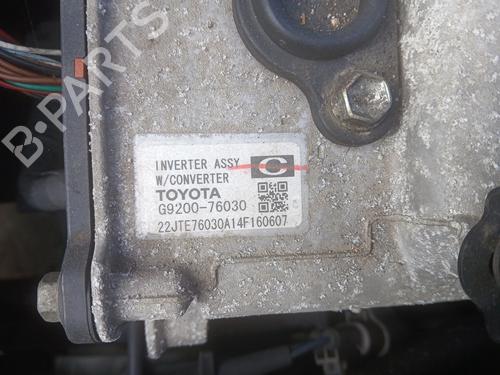 B-PARTS
INVERTER ASSY C
W/CONVERTER
TOYOTA
G9200-76030
22JTE76030A14F160607